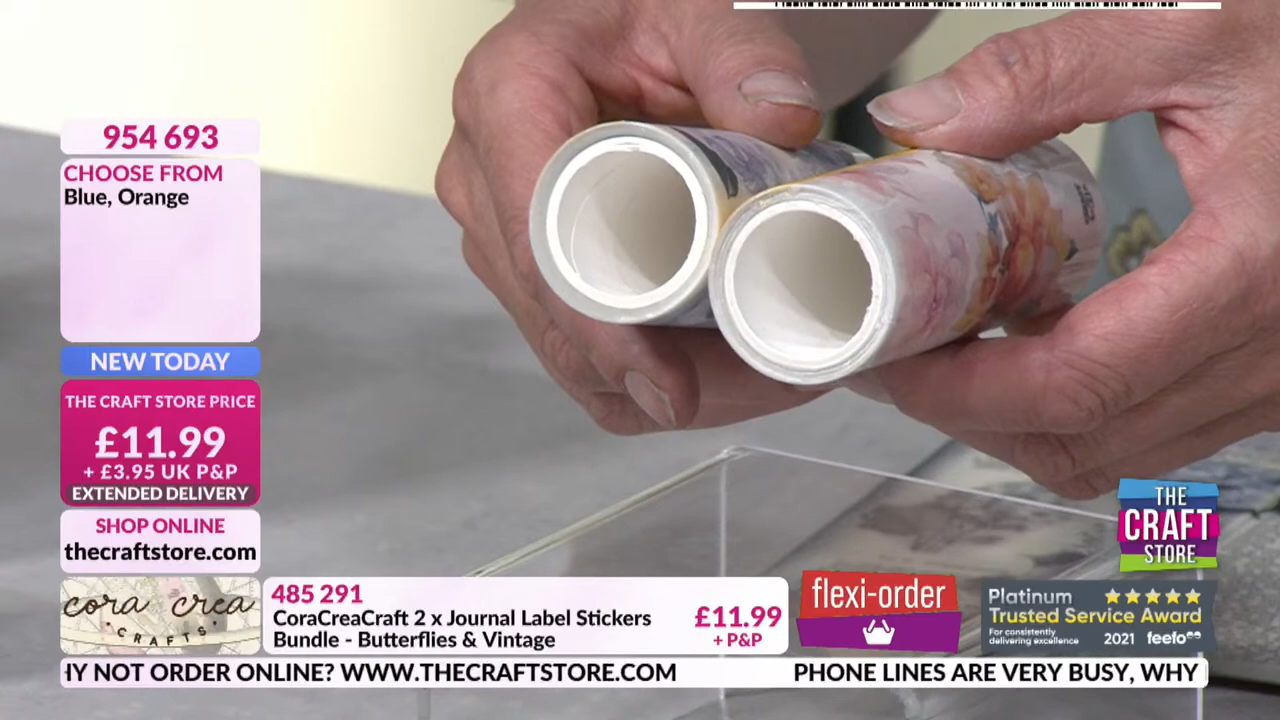 954 693
CHOOSE FROM
Blue, Orange
NEW TODAY
THE CRAFT STORE PRICE
£11.99
+ £3.95 UK P&P
EXTENDED DELIVERY
SHOP ONLINE
thecraftstore.com
cora crea
CRAFTS
485 291
CoraCreaCraft 2 x Journal Label Stickers
Bundle - Butterflies & Vintage
£11.99
+ P&P
flexi-order
THE
CRAFT
STORE
Platinum
Trusted Service Award
For consistently
delivering excellence
2021 feefo
IY NOT ORDER ONLINE? WWW.THECRAFTSTORE.COM PHONE LINES ARE VERY BUSY, WHY